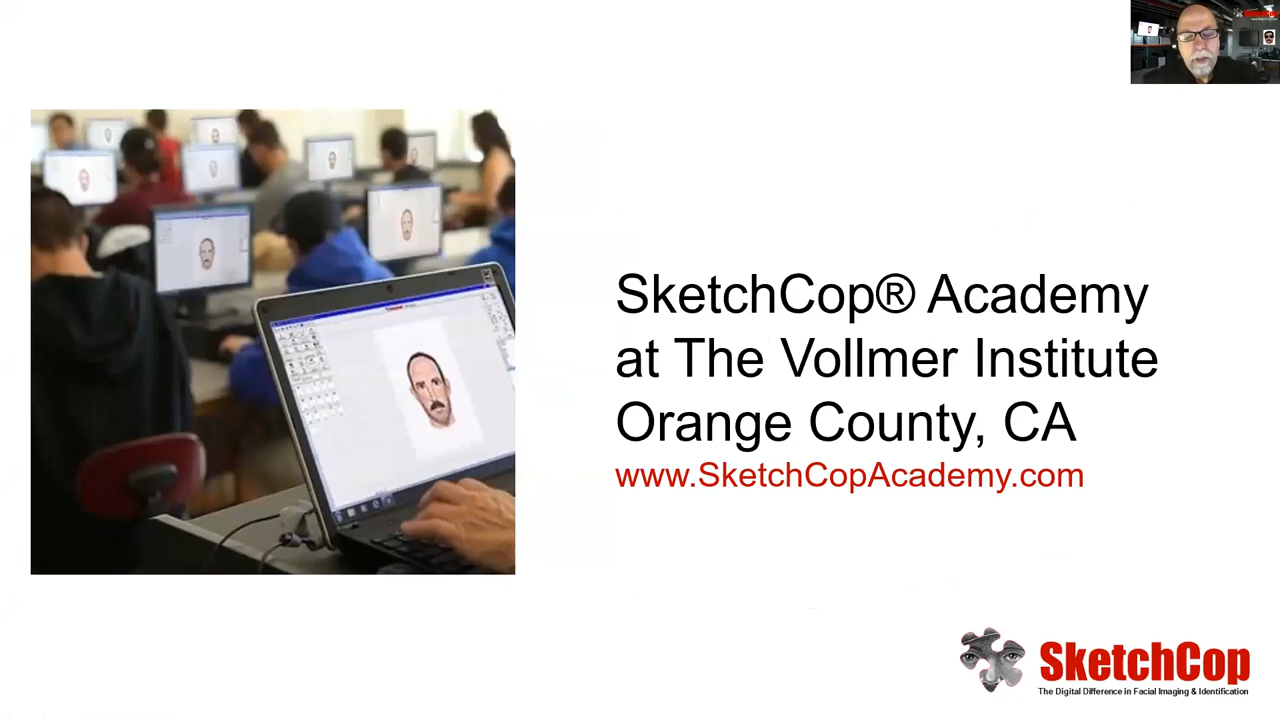 SketchCop® Academy
at The Vollmer Institute
Orange County, CA
www.SketchCopAcademy.com
SketchCop
The Digital Difference in Facial Imaging & Identification